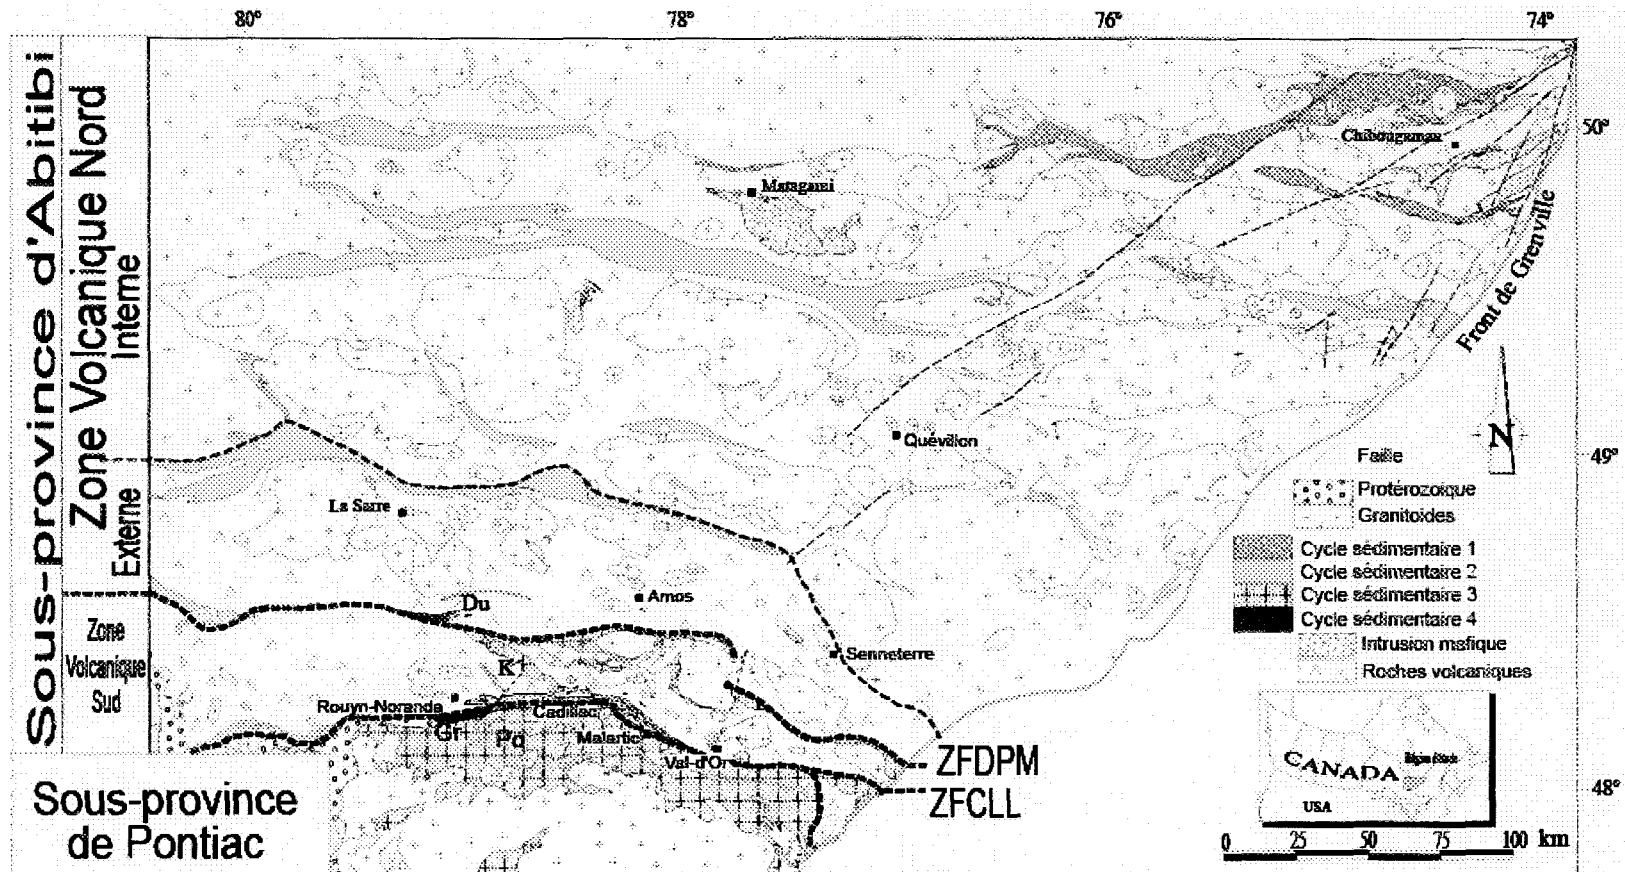 80°
78°
76°
74°
50°
49°
48°
Sous-province d'Abitibi
Zone Volcanique Nord
Interne
Externe
Zone
Volcanique
Sud
Sous-province
de Pontiac
Chibougamau
Matagami
Front de Grenville
Quévillon
La Sarre
Amos
Du
Senneterre
K
Rouyn-Noranda
Cadillac
Gr
Po
Malartic
Val-d'Or
ZFDPM
ZFCLL
N
Faille
Protérozoïque
Granitoides
Cycle sédimentaire 1
Cycle sédimentaire 2
Cycle sédimentaire 3
Cycle sédimentaire 4
Intrusion mafique
Roches volcaniques
CANADA
USA
0 25 50 75 100 km